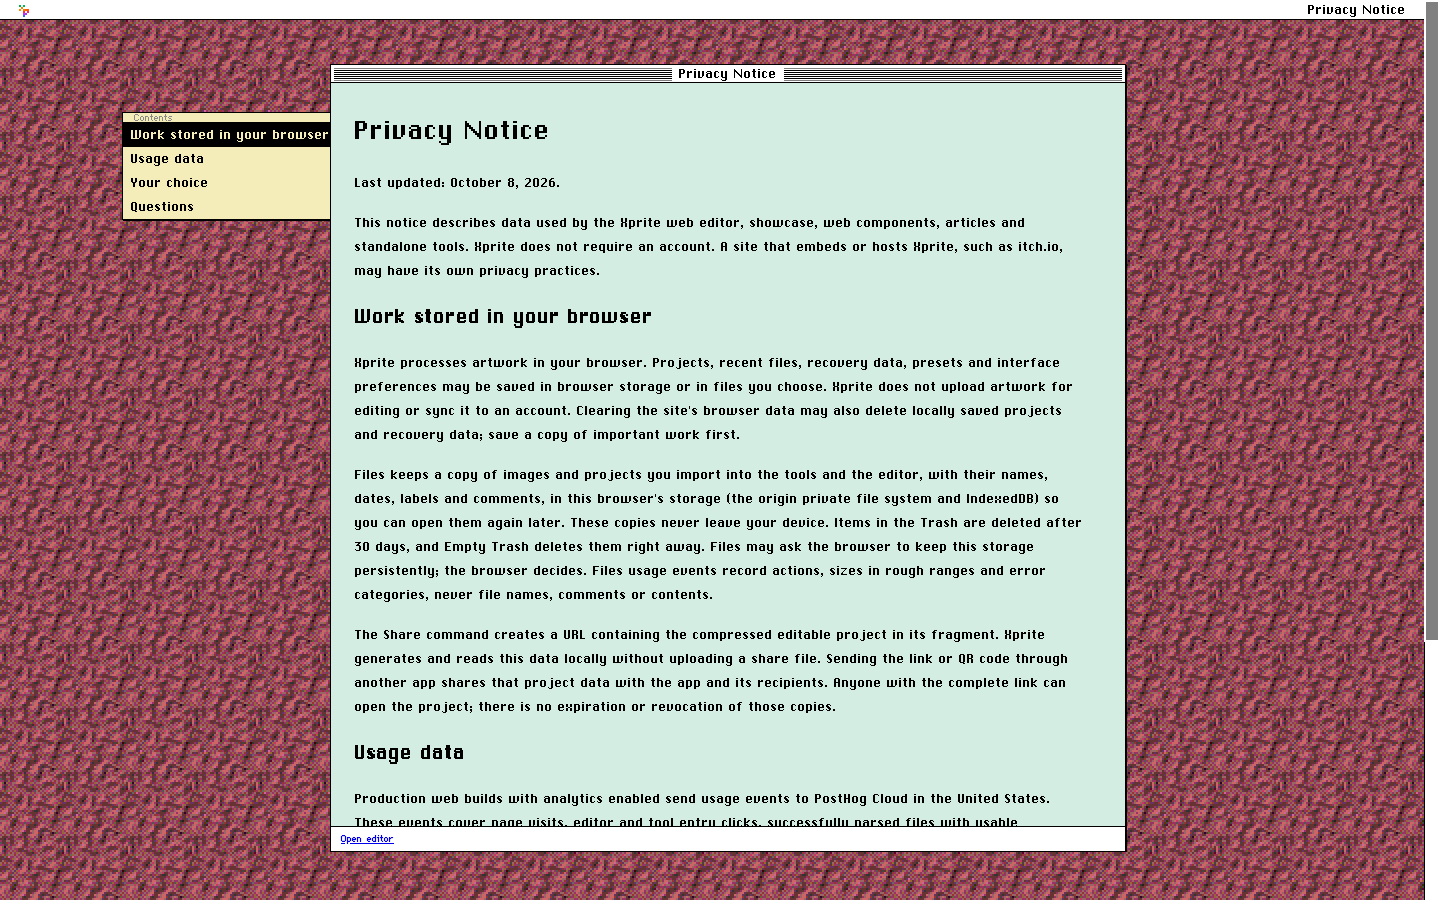 Privacy Notice
Privacy Notice
Contents
Work stored in your browser
Usage data
Your choice
Questions
Privacy Notice
Last updated: October 8, 2026.
This notice describes data used by the Xprite web editor, showcase, web components, articles and
standalone tools. Xprite does not require an account. A site that embeds or hosts Xprite, such as itch.io,
may have its own privacy practices.
Work stored in your browser
Xprite processes artwork in your browser. Projects, recent files, recovery data, presets and interface
preferences may be saved in browser storage or in files you choose. Xprite does not upload artwork for
editing or sync it to an account. Clearing the site's browser data may also delete locally saved projects
and recovery data; save a copy of important work first.
Files keeps a copy of images and projects you import into the tools and the editor, with their names,
dates, labels and comments, in this browser's storage (the origin private file system and IndexedDB) so
you can open them again later. These copies never leave your device. Items in the Trash are deleted after
30 days, and Empty Trash deletes them right away. Files may ask the browser to keep this storage
persistently; the browser decides. Files usage events record actions, sizes in rough ranges and error
categories, never file names, comments or contents.
The Share command creates a URL containing the compressed editable project in its fragment. Xprite
generates and reads this data locally without uploading a share file. Sending the link or QR code through
another app shares that project data with the app and its recipients. Anyone with the complete link can
open the project; there is no expiration or revocation of those copies.
Usage data
Production web builds with analytics enabled send usage events to PostHog Cloud in the United States.
These events cover page visits, editor and tool entry clicks, successfully parsed files with usable
Open editor